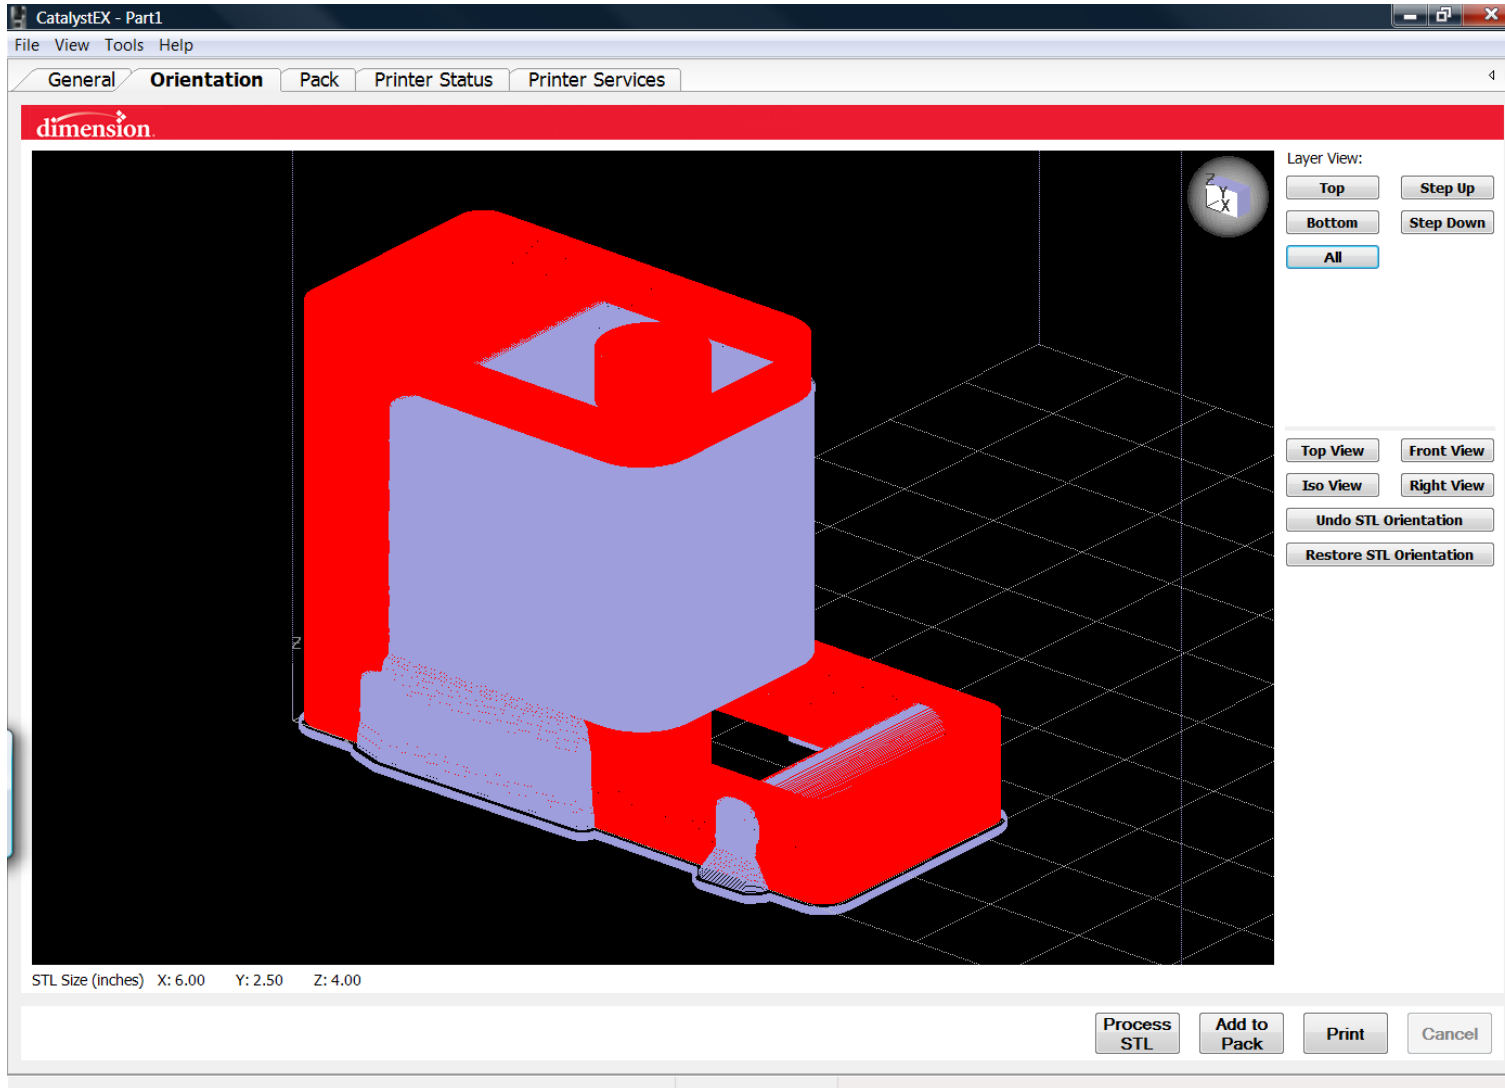 CatalystEX - Part1
File View Tools Help
General Orientation Pack Printer Status Printer Services
dimension
Layer View:
Top Step Up
Bottom Step Down
All
Z
Y
X
Top View Front View
Iso View Right View
Undo STL Orientation
Restore STL Orientation
Z
STL Size (inches) X: 6.00 Y: 2.50 Z: 4.00
Process STL Add to Pack Print Cancel